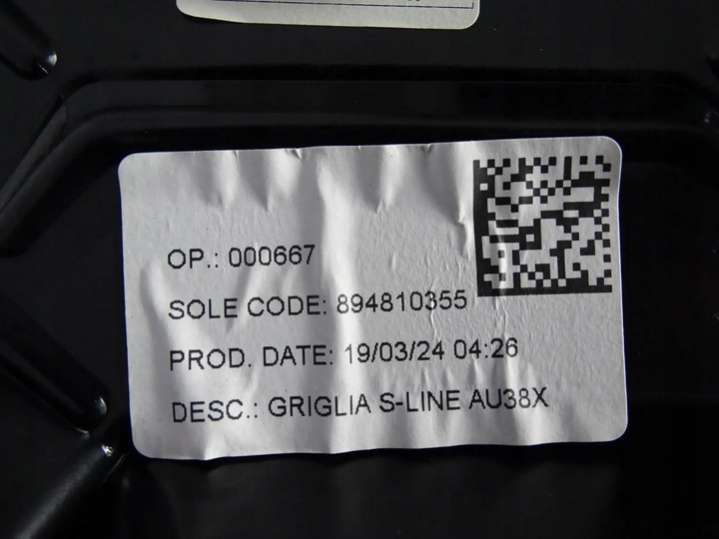 OP.: 000667
SOLE CODE: 894810355
PROD. DATE: 19/03/24 04:26
DESC.: GRIGLIA S-LINE AU38X